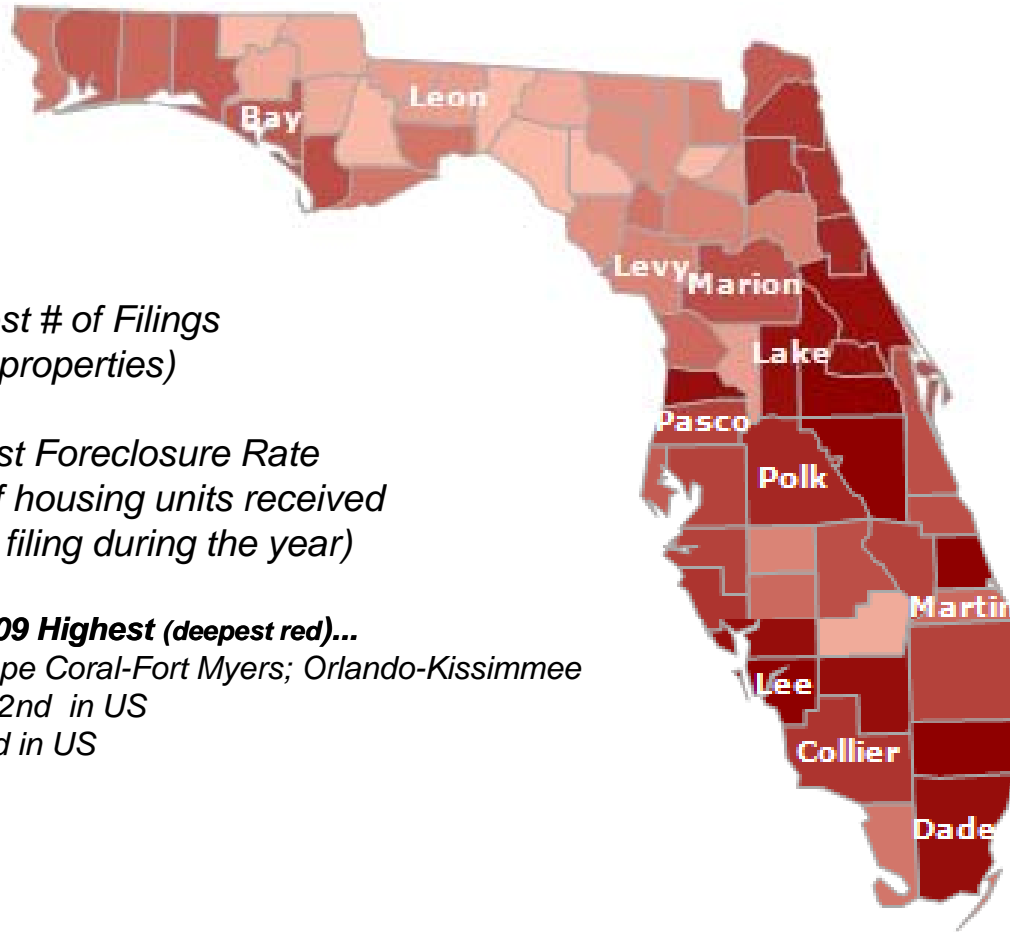 Leon
Bay
Levy
Marion
st # of Filings
properties)
Lake
Pasco
st Foreclosure Rate
Polk
f housing units received
filing during the year)
09 Highest (deepest red)...
Martin
pe Coral-Fort Myers; Orlando-Kissimmee
Lee
2nd in US
d in US
Collier
Dade